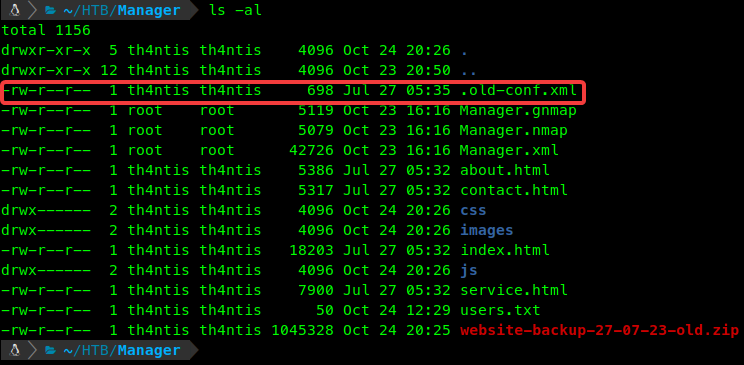 ~/HTB/Manager ls -al
total 1156
drwxr-xr-x 5 th4ntis th4ntis 4096 Oct 24 20:26 .
drwxr-xr-x 12 th4ntis th4ntis 4096 Oct 23 20:50 ..
-rw-r--r-- 1 th4ntis th4ntis 698 Jul 27 05:35 .old-conf.xml
-rw-r--r-- 1 root root 5119 Oct 23 16:16 Manager.gnmap
-rw-r--r-- 1 root root 5079 Oct 23 16:16 Manager.nmap
-rw-r--r-- 1 root root 42726 Oct 23 16:16 Manager.xml
-rw-r--r-- 1 th4ntis th4ntis 5386 Jul 27 05:32 about.html
-rw-r--r-- 1 th4ntis th4ntis 5317 Jul 27 05:32 contact.html
drwx------ 2 th4ntis th4ntis 4096 Oct 24 20:26 css
drwx------ 2 th4ntis th4ntis 4096 Oct 24 20:26 images
-rw-r--r-- 1 th4ntis th4ntis 18203 Jul 27 05:32 index.html
drwx------ 2 th4ntis th4ntis 4096 Oct 24 20:26 js
-rw-r--r-- 1 th4ntis th4ntis 7900 Jul 27 05:32 service.html
-rw-r--r-- 1 th4ntis th4ntis 50 Oct 24 12:29 users.txt
-rw-r--r-- 1 th4ntis th4ntis 1045328 Oct 24 20:25 website-backup-27-07-23-old.zip
~/HTB/Manager